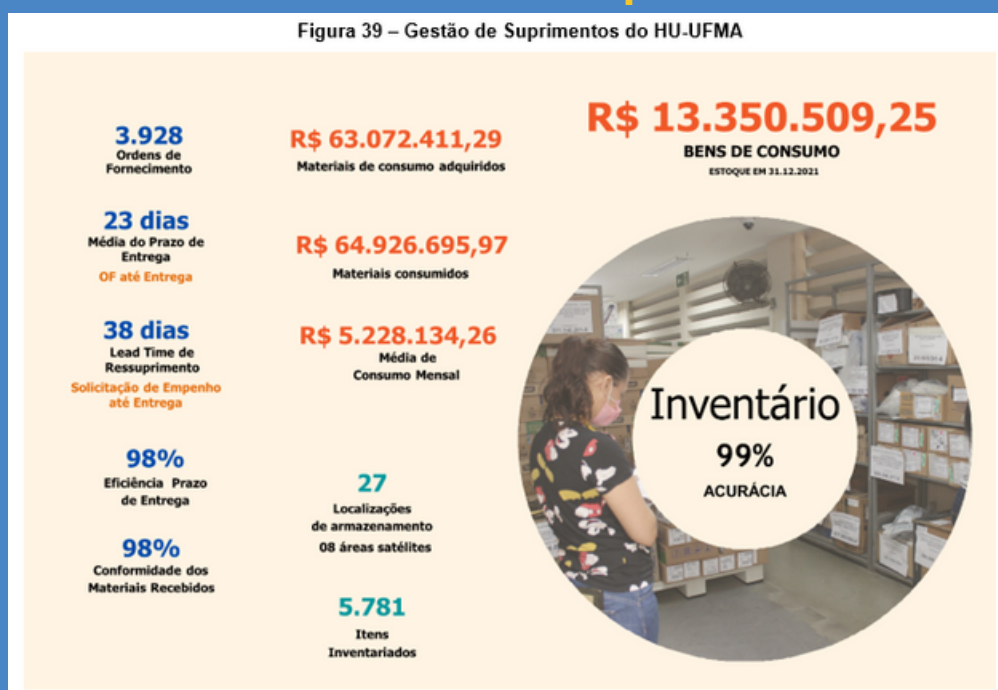 Figura 39 – Gestão de Suprimentos do HU-UFMA
3.928
Ordens de
Fornecimento
23 dias
Média do Prazo de
Entrega
OF até Entrega
38 dias
Lead Time de
Ressuprimento
Solicitação de Empenho
até Entrega
98%
Eficiência Prazo
de Entrega
98%
Conformidade dos
Materiais Recebidos
R$ 63.072.411,29
Materiais de consumo adquiridos
R$ 64.926.695,97
Materiais consumidos
R$ 5.228.134,26
Média de
Consumo Mensal
27
Localizações
de armazenamento
08 áreas satélites
5.781
Itens
Inventariados
R$ 13.350.509,25
BENS DE CONSUMO
ESTOQUE EM 31.12.2021
Inventário
99%
ACURÁCIA